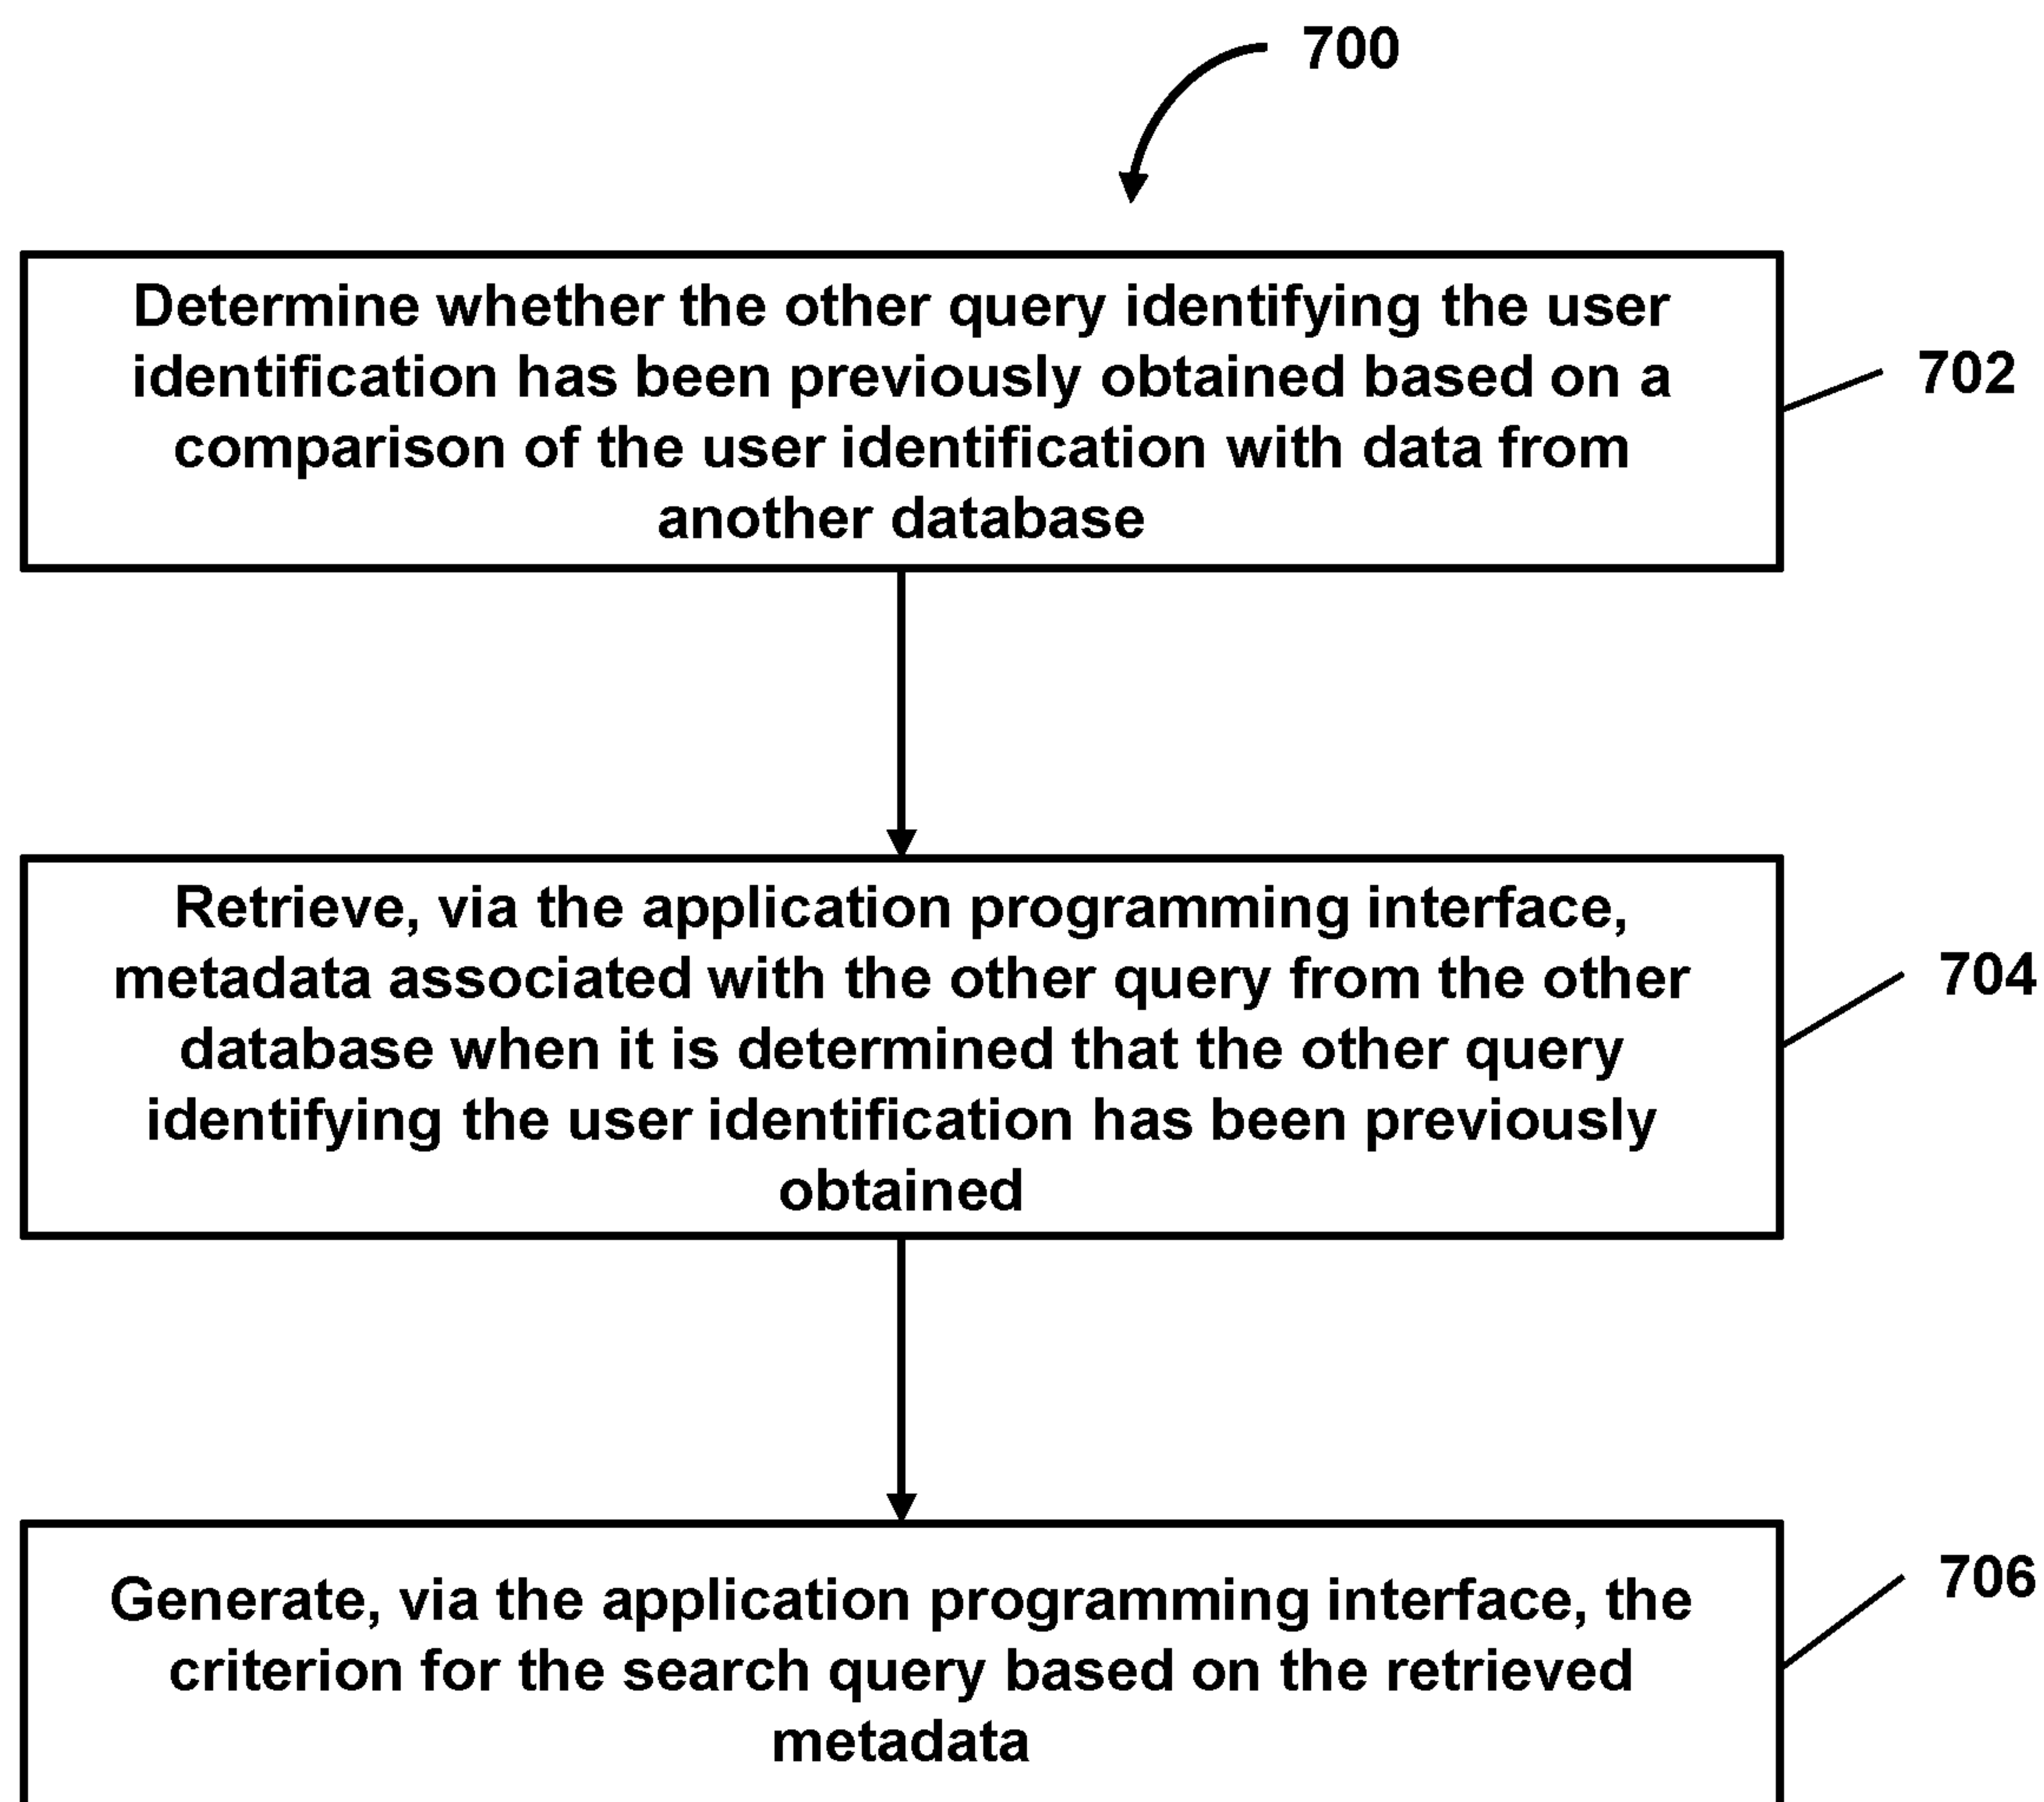 700
Determine whether the other query identifying the user
identification has been previously obtained based on a
comparison of the user identification with data from
another database
702
Retrieve, via the application programming interface,
metadata associated with the other query from the other
database when it is determined that the other query
identifying the user identification has been previously
obtained
704
Generate, via the application programming interface, the
criterion for the search query based on the retrieved
metadata
706